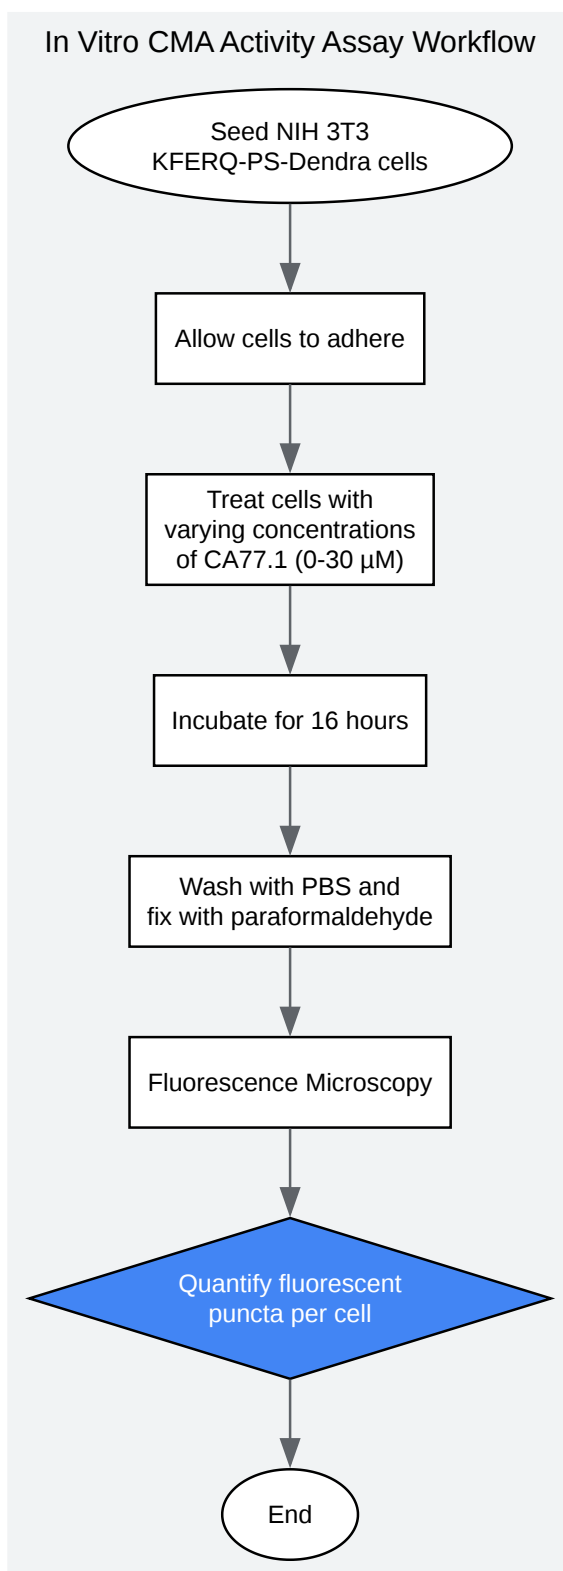 In Vitro CMA Activity Assay Workflow
Seed NIH 3T3
KFERQ-PS-Dendra cells
Allow cells to adhere
Treat cells with
varying concentrations
of CA77.1 (0-30 µM)
Incubate for 16 hours
Wash with PBS and
fix with paraformaldehyde
Fluorescence Microscopy
Quantify fluorescent
puncta per cell
End